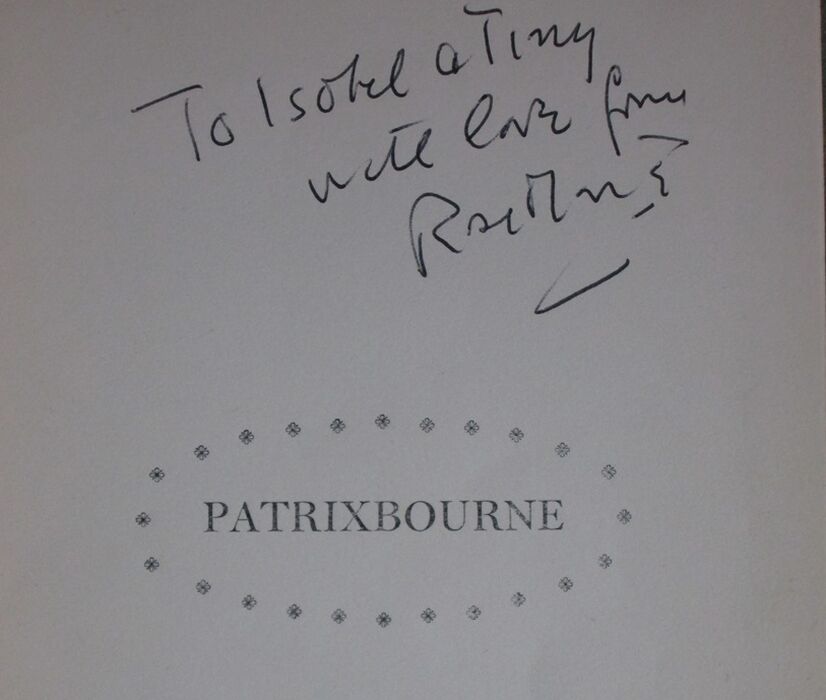 To Isobel a Tiny
with love from
PATRIXBOURNE